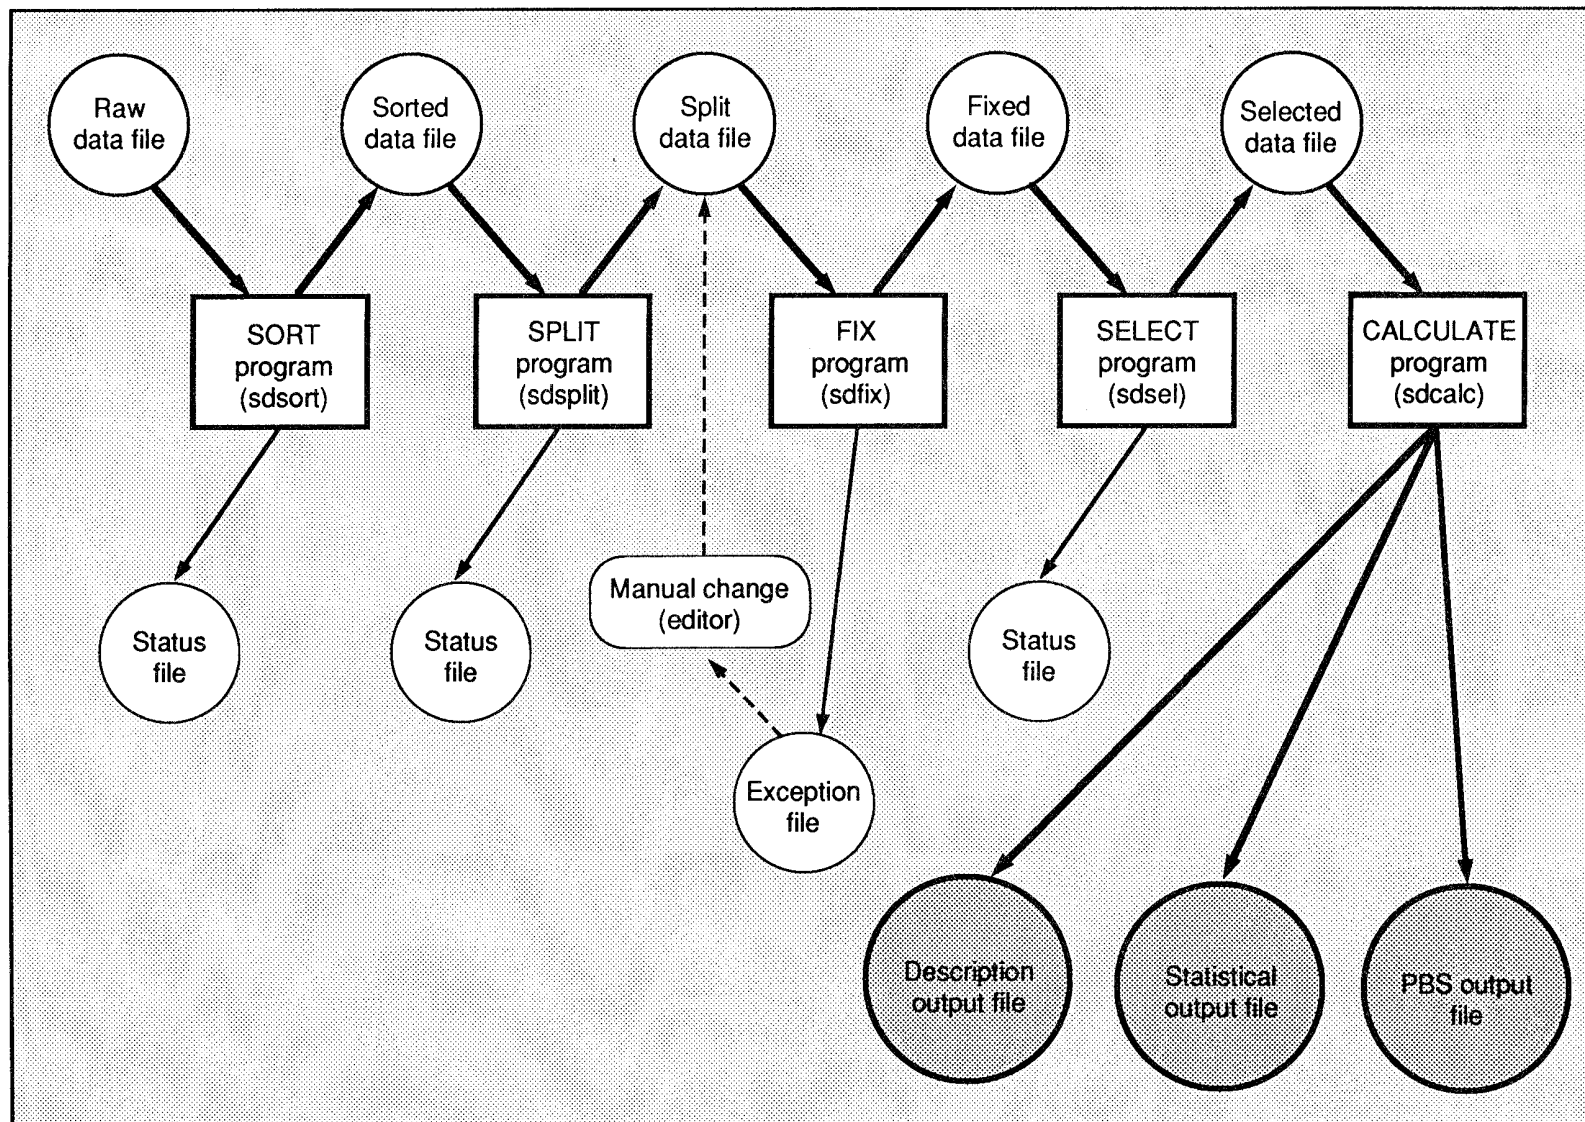 Raw
data file
Sorted
data file
Split
data file
Fixed
data file
Selected
data file
SORT
program
(sdsort)
SPLIT
program
(sdsplit)
FIX
program
(sdfix)
SELECT
program
(sdsel)
CALCULATE
program
(sdcalc)
Manual change
(editor)
Status
file
Status
file
Status
file
Exception
file
Description
output file
Statistical
output file
PBS output
file